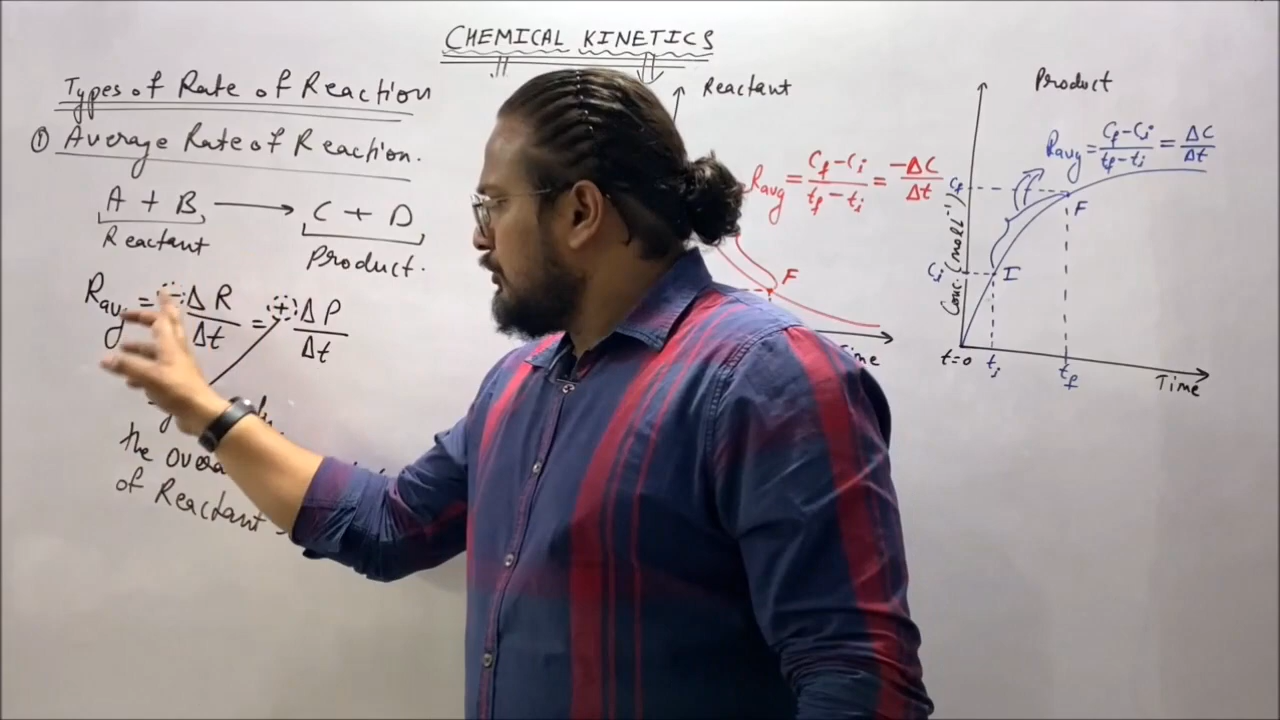 CHEMICAL KINETICS
Types of Rate of Reaction
① Average Rate of Reaction.
A + B → C + D
Reactant
Product.
Ravg = -ΔR/Δt = + ΔP/Δt
the
of Reactant
Reactant
Ravg = Cf-Ci/tf-ti = -ΔC/Δt
F
Product
Ravg = Cf-Ci/tf-ti = ΔC/Δt
Cf
F
Conc. (mol L⁻¹)
Ci
I
t=0
ti
tf
Time